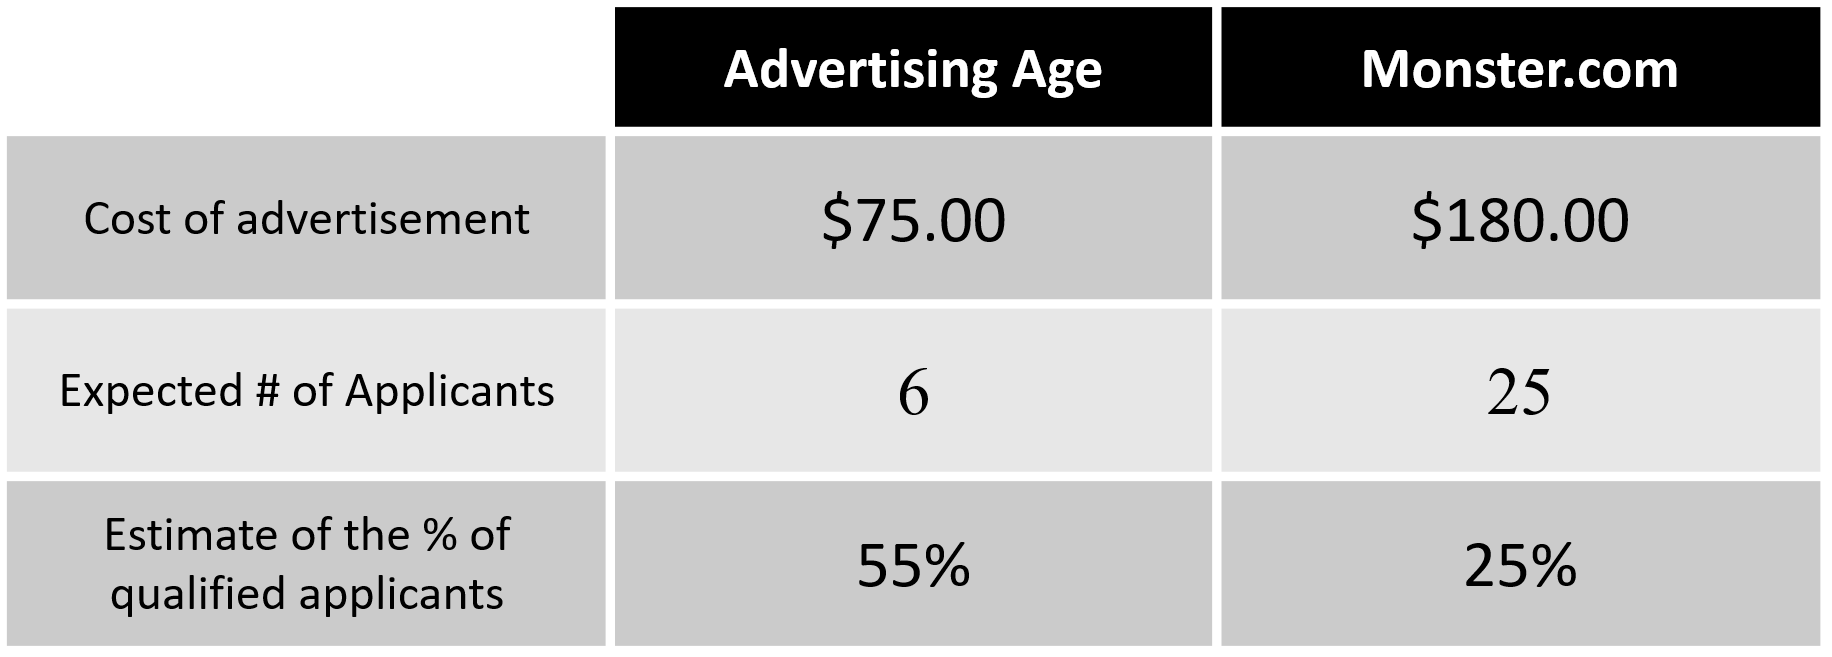 Advertising Age
Monster.com
Cost of advertisement
$75.00
$180.00
Expected # of Applicants
6
25
Estimate of the % of
qualified applicants
55%
25%